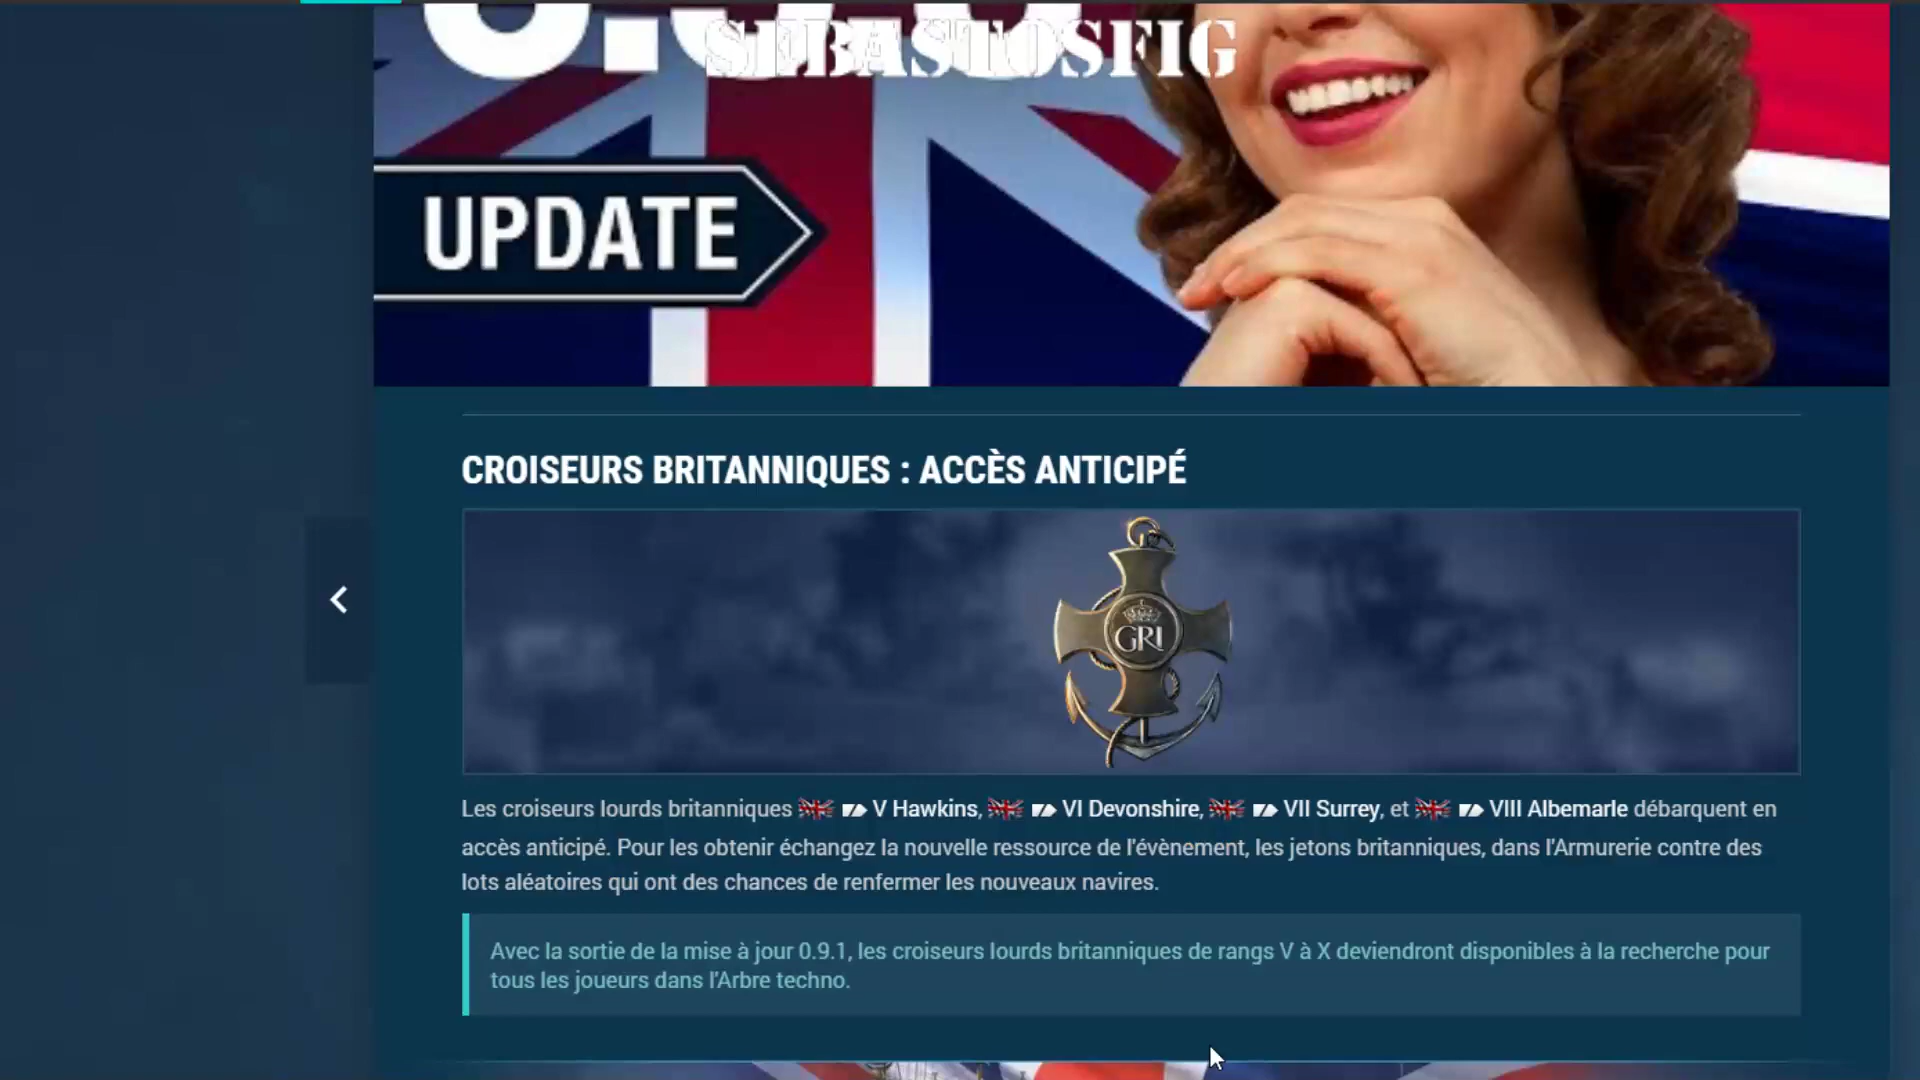 SEBASTOSFIG
UPDATE
CROISEURS BRITANNIQUES : ACCÈS ANTICIPÉ
GRI
Les croiseurs lourds britanniques V Hawkins, VI Devonshire, VII Surrey, et VIII Albemarle débarquent en
accès anticipé. Pour les obtenir échangez la nouvelle ressource de l'évènement, les jetons britanniques, dans l'Armurerie contre des
lots aléatoires qui ont des chances de renfermer les nouveaux navires.
Avec la sortie de la mise à jour 0.9.1, les croiseurs lourds britanniques de rangs V à X deviendront disponibles à la recherche pour
tous les joueurs dans l'Arbre techno.